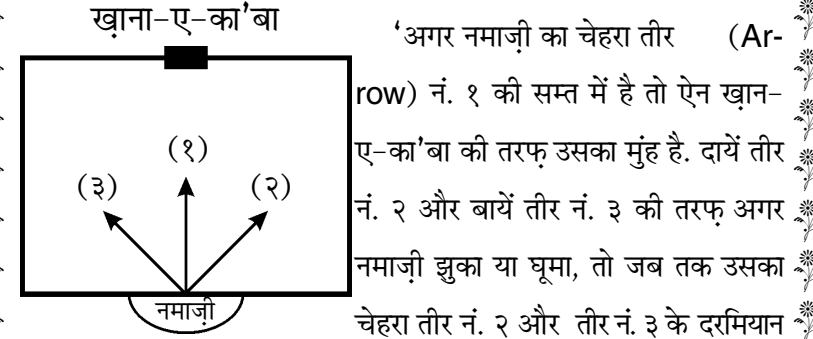 ख़ाना-ए-का'बा
(१)
(३)
(२)
नमाज़ी
'अगर नमाज़ी का चेहरा तीर (Ar-
row) नं. १ की सम्त में है तो ऐन ख़ान-
ए-का'बा की तरफ़ उसका मुंह है. दायें तीर
नं. २ और बायें तीर नं. ३ की तरफ़ अगर
नमाज़ी झुका या घूमा, तो जब तक उसका
चेहरा तीर नं. २ और तीर नं. ३ के दरमियान